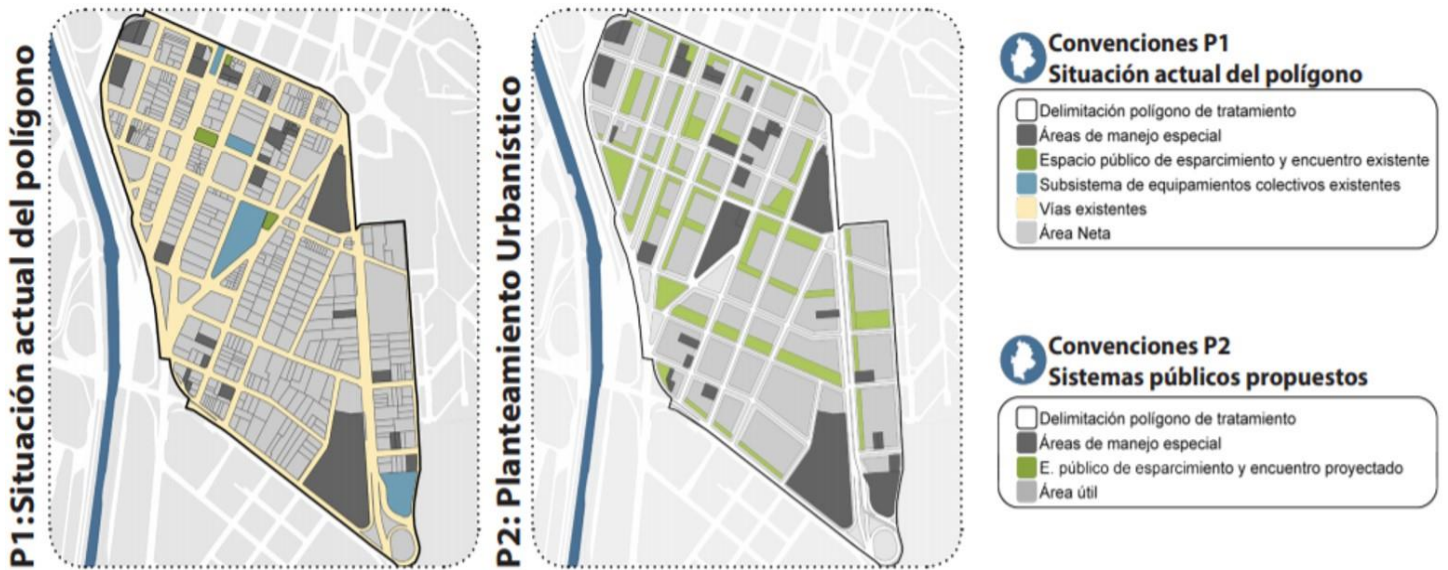 P1:Situación actual del polígono
P2: Planteamiento Urbanístico
Convenciones P1
Situación actual del polígono
Delimitación polígono de tratamiento
Áreas de manejo especial
Espacio público de esparcimiento y encuentro existente
Subsistema de equipamientos colectivos existentes
Vías existentes
Área Neta
Convenciones P2
Sistemas públicos propuestos
Delimitación polígono de tratamiento
Áreas de manejo especial
E. público de esparcimiento y encuentro proyectado
Área útil